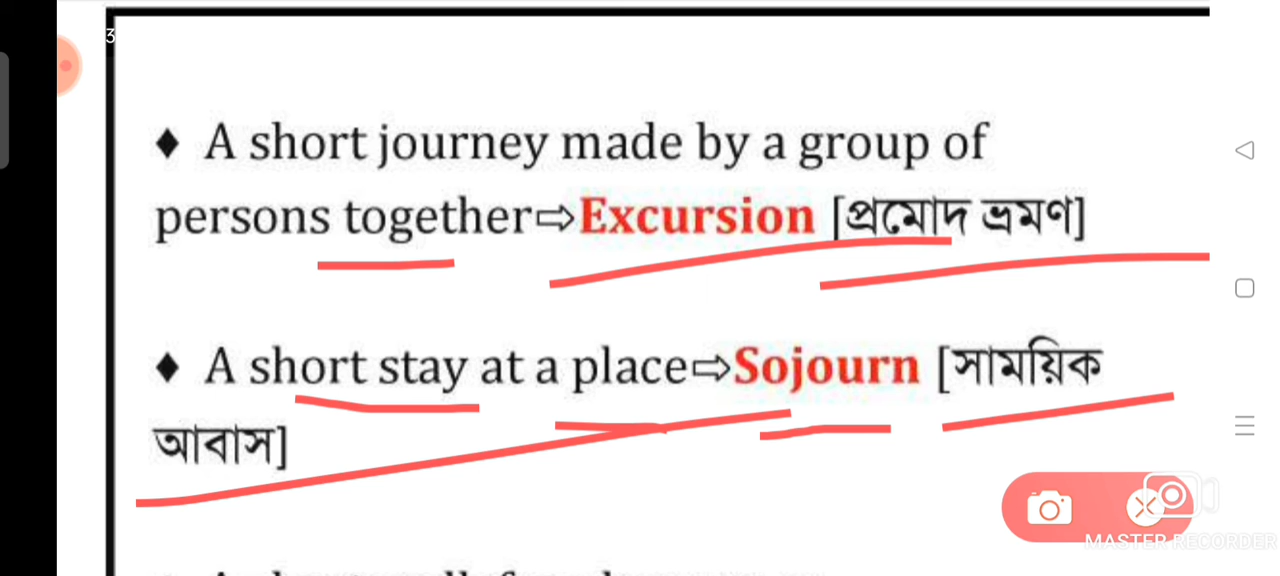 3
♦ A short journey made by a group of
persons together⇨Excursion [প্রমোদ ভ্রমণ]
♦ A short stay at a place⇨Sojourn [সাময়িক
আবাস]
MASTER RECORDER